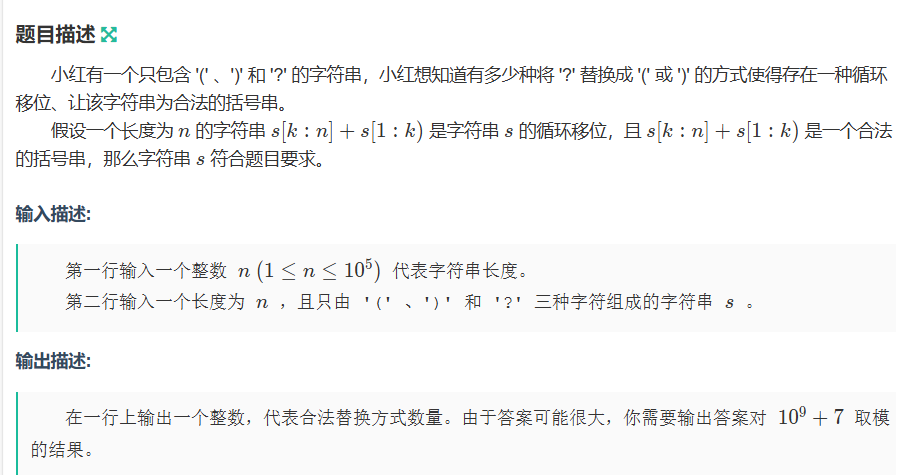 题目描述
小红有一个只包含 '(' 、')' 和 '?' 的字符串，小红想知道有多少种将 '?' 替换成 '(' 或 ')' 的方式使得存在一种循环
移位、让该字符串为合法的括号串。
假设一个长度为 n 的字符串 s[k : n] + s[1 : k) 是字符串 s 的循环移位，且 s[k : n] + s[1 : k) 是一个合法
的括号串，那么字符串 s 符合题目要求。
输入描述:
第一行输入一个整数 n (1 ≤ n ≤ 10^5) 代表字符串长度。
第二行输入一个长度为 n ，且只由 '(' 、')' 和 '?' 三种字符组成的字符串 s 。
输出描述:
在一行上输出一个整数，代表合法替换方式数量。由于答案可能很大，你需要输出答案对 10^9 + 7 取模
的结果。